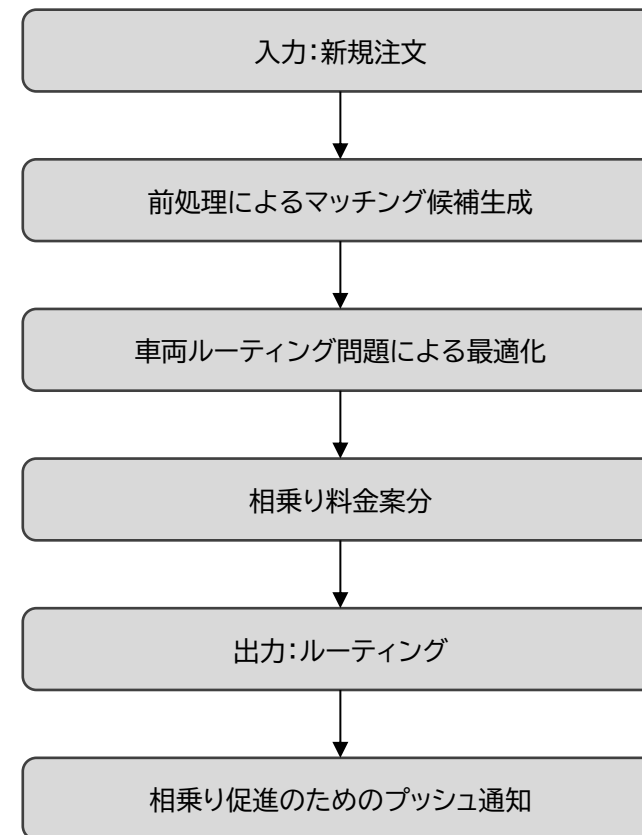 入力：新規注文
前処理によるマッチング候補生成
車両ルーティング問題による最適化
相乗り料金案分
出力：ルーティング
相乗り促進のためのプッシュ通知